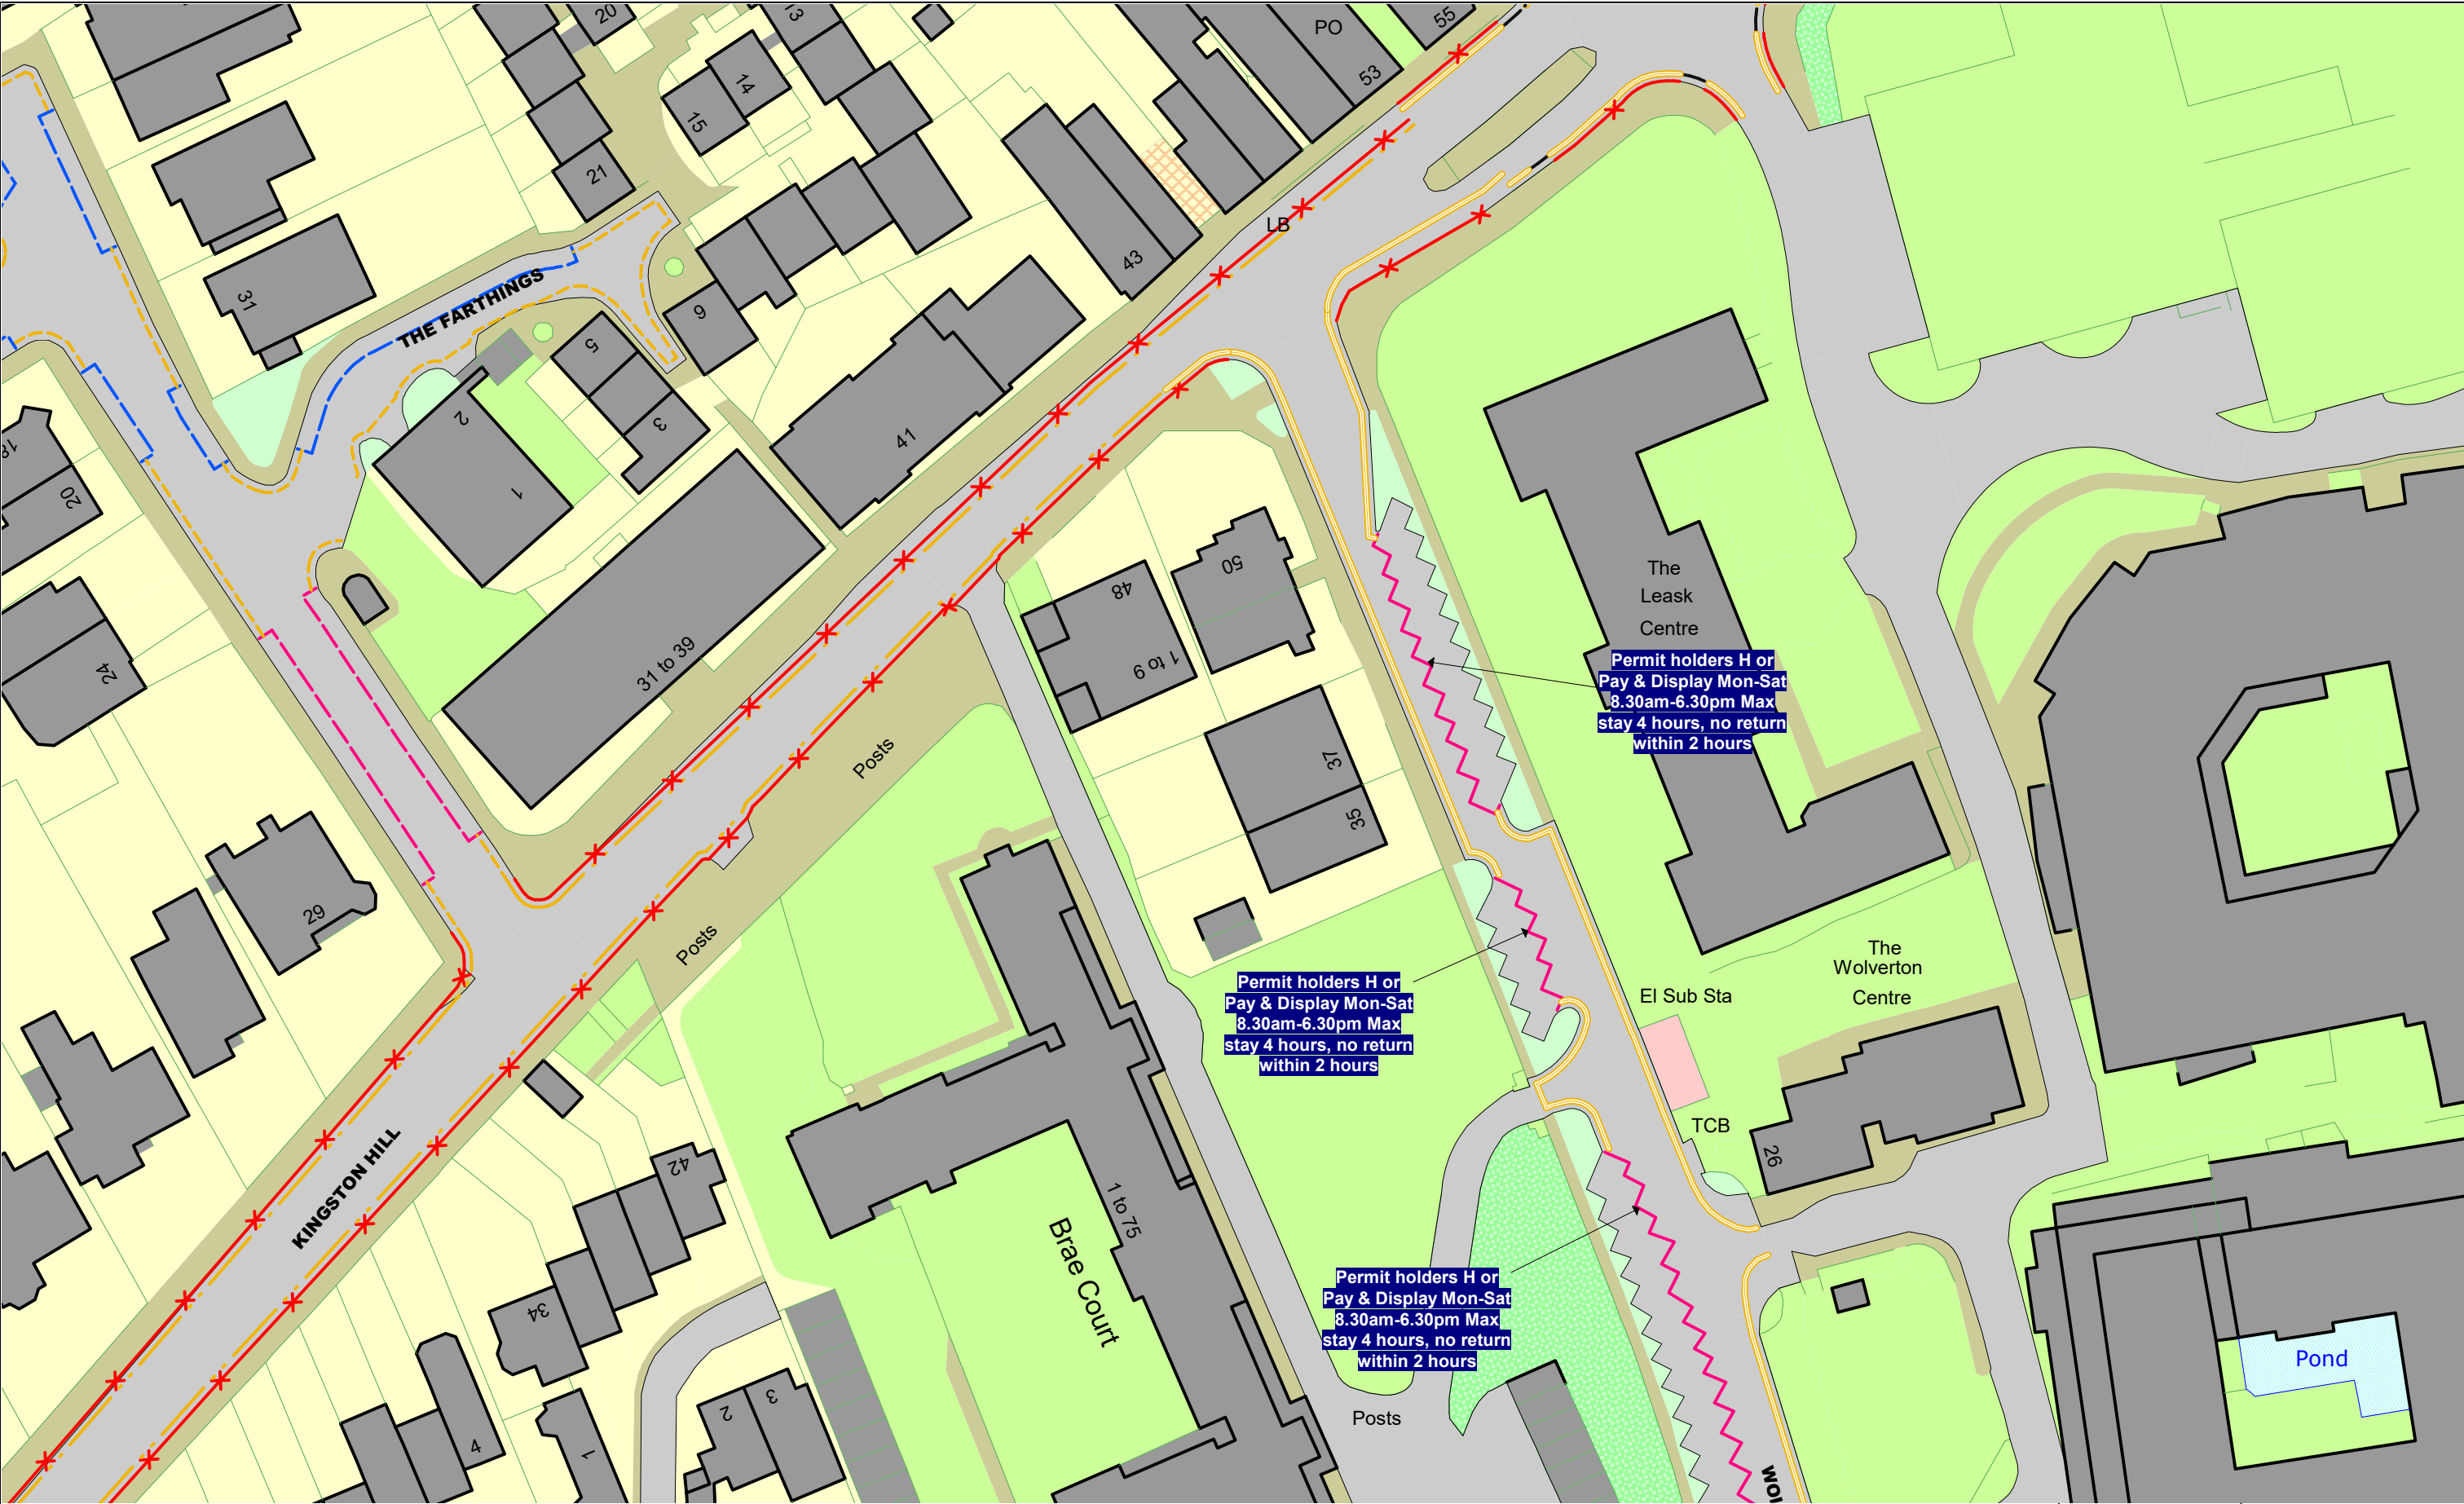 20
13
14
15
21
PO
53
55
LB
43
31
THE FARTHINGS
9
5
3
2
1
41
18
20
24
31 to 39
29
48
50
1 to 9
37
35
Posts
Posts
The
Leask
Centre
Permit holders H or
Pay & Display Mon-Sat
8.30am-6.30pm Max
stay 4 hours, no return
within 2 hours
The
Wolverton
Centre
El Sub Sta
TCB
26
Permit holders H or
Pay & Display Mon-Sat
8.30am-6.30pm Max
stay 4 hours, no return
within 2 hours
KINGSTON HILL
42
34
1 to 75
Brae Court
Permit holders H or
Pay & Display Mon-Sat
8.30am-6.30pm Max
stay 4 hours, no return
within 2 hours
Pond
Posts
4
1
2
3